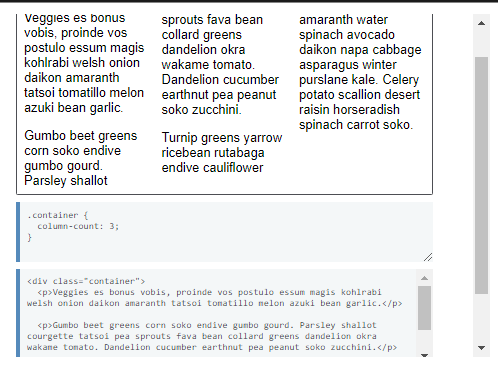 Veggies es bonus
vobis, proinde vos
postulo essum magis
kohlrabi welsh onion
daikon amaranth
tatsoi tomatillo melon
azuki bean garlic.
Gumbo beet greens
corn soko endive
gumbo gourd.
Parsley shallot
sprouts fava bean
collard greens
dandelion okra
wakame tomato.
Dandelion cucumber
earthnut pea peanut
soko zucchini.
Turnip greens yarrow
ricebean rutabaga
endive cauliflower
amaranth water
spinach avocado
daikon napa cabbage
asparagus winter
purslane kale. Celery
potato scallion desert
raisin horseradish
spinach carrot soko.
.container {
column-count: 3;
}
<div class="container">
<p>Veggies es bonus vobis, proinde vos postulo essum magis kohlrabi
welsh onion daikon amaranth tatsoi tomatillo melon azuki bean garlic.</p>
<p>Gumbo beet greens corn soko endive gumbo gourd. Parsley shallot
courgette tatsoi pea sprouts fava bean collard greens dandelion okra
wakame tomato. Dandelion cucumber earthnut pea peanut soko zucchini.</p>